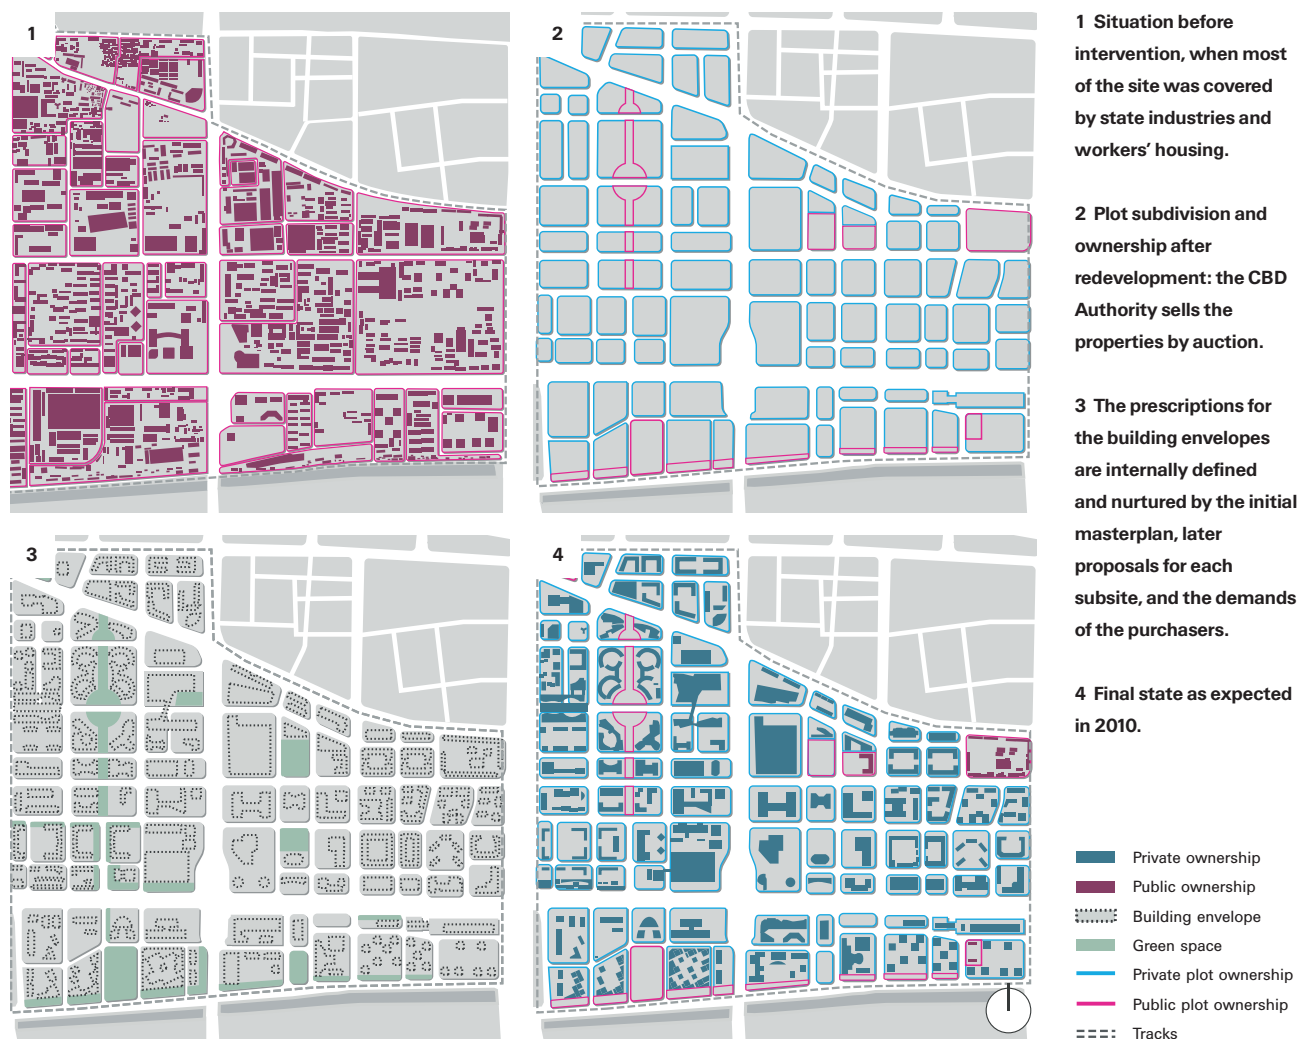 1
2
3
4
1 Situation before
intervention, when most
of the site was covered
by state industries and
workers’ housing.
2 Plot subdivision and
ownership after
redevelopment: the CBD
Authority sells the
properties by auction.
3 The prescriptions for
the building envelopes
are internally defined
and nurtured by the initial
masterplan, later
proposals for each
subsite, and the demands
of the purchasers.
4 Final state as expected
in 2010.
Private ownership
Public ownership
Building envelope
Green space
Private plot ownership
Public plot ownership
Tracks